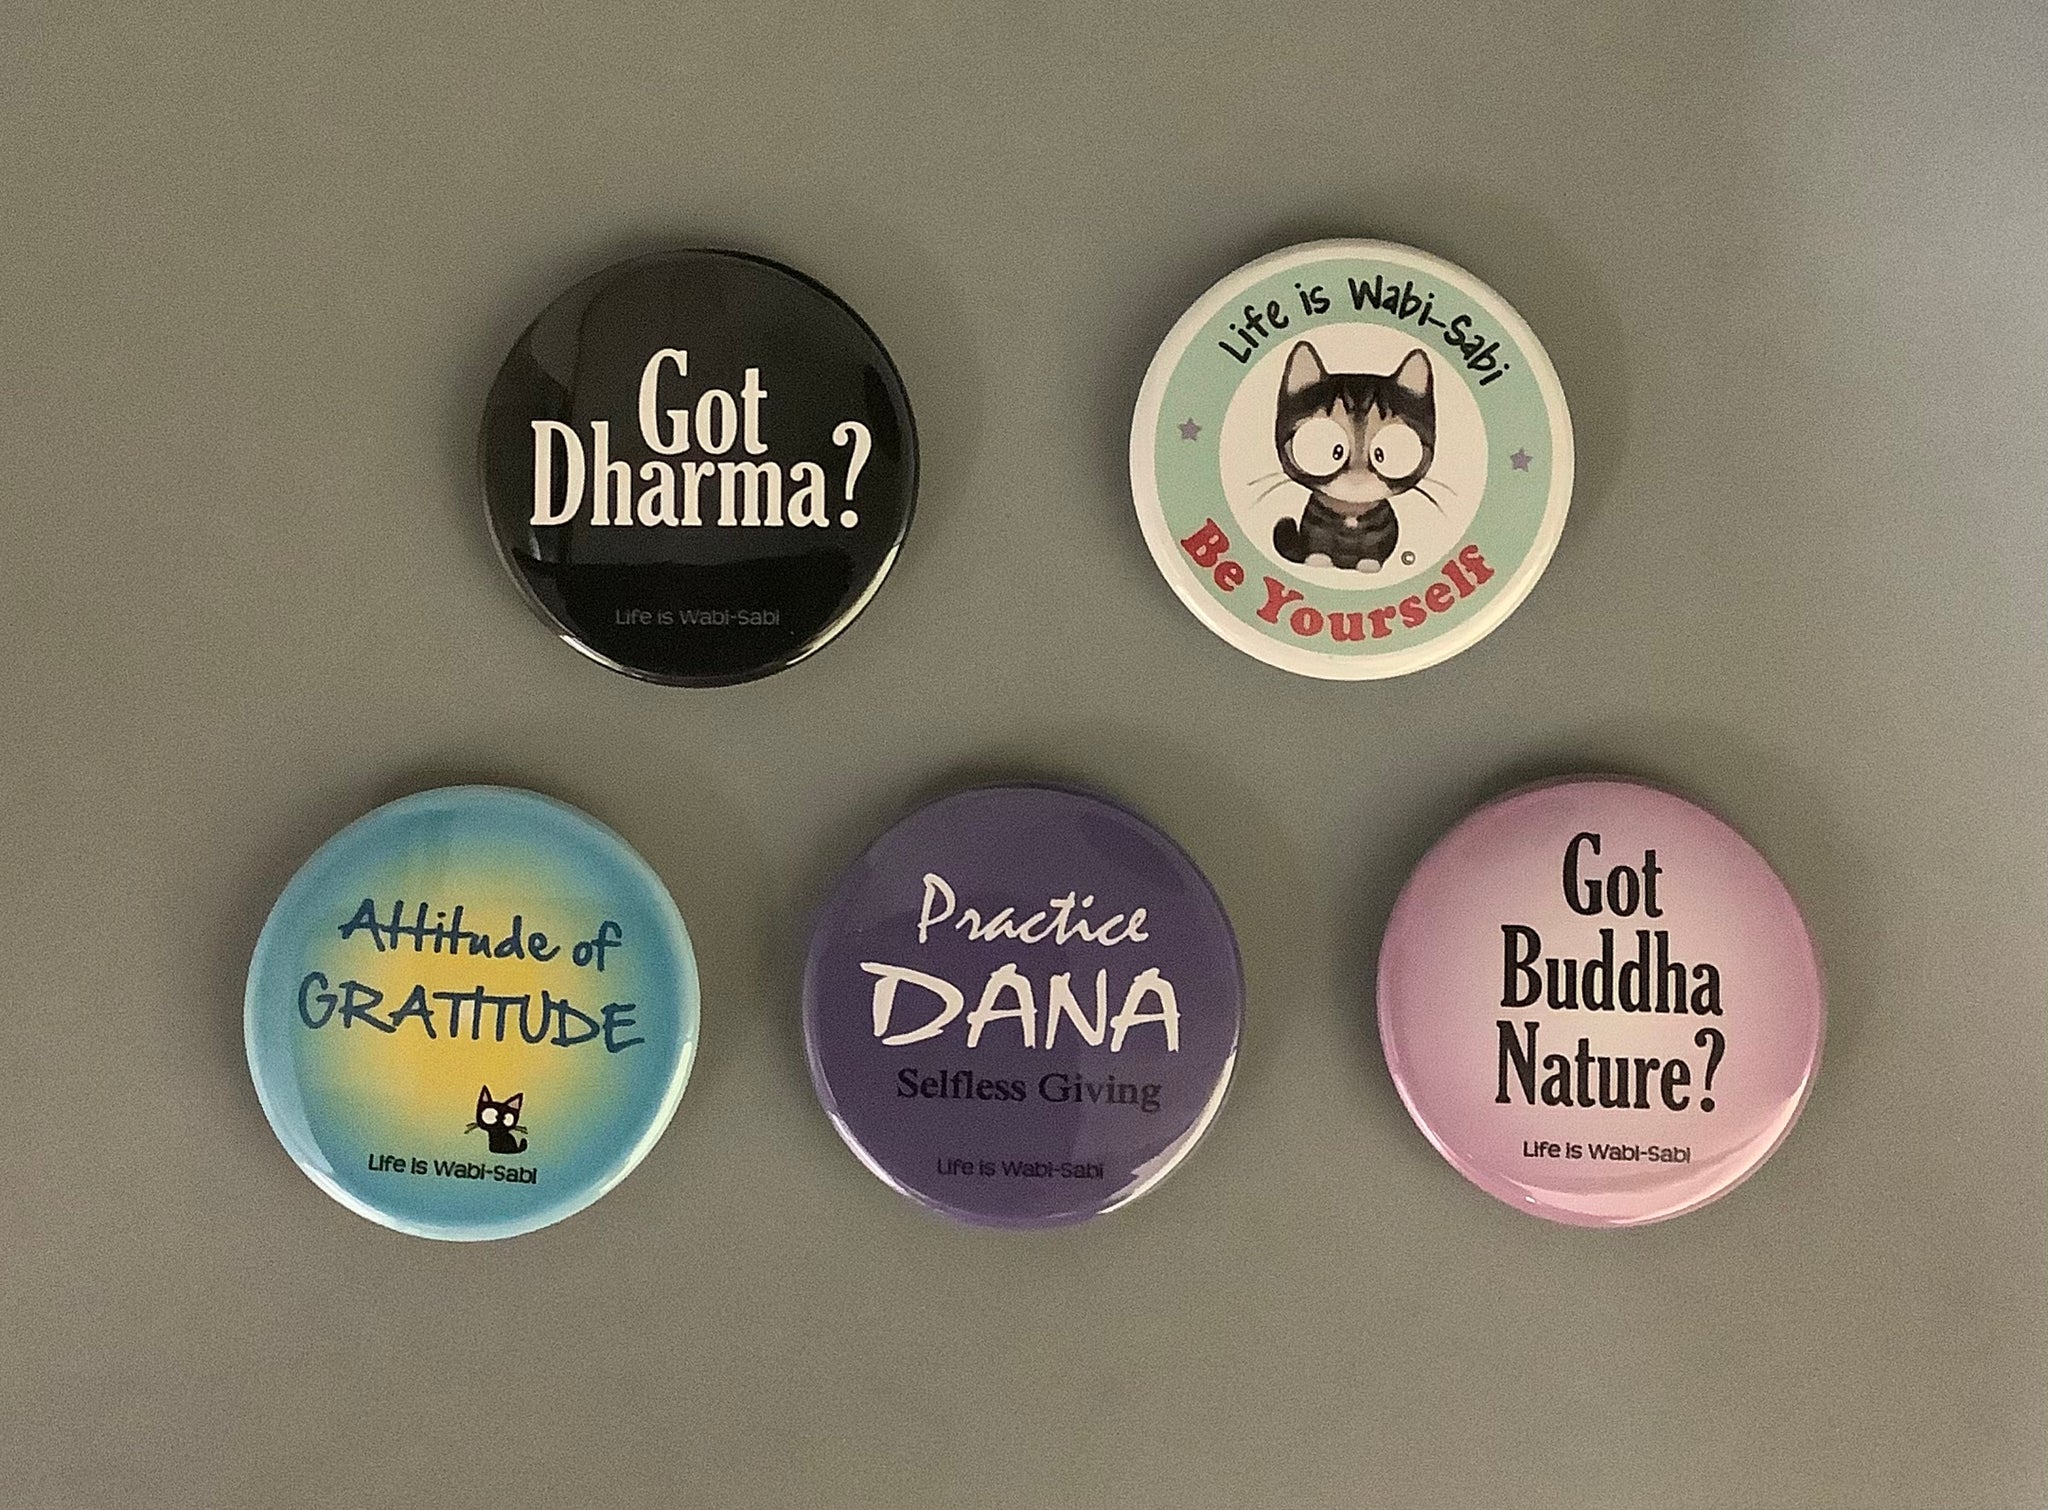 Got
Dharma?
Life is Wabi-Sabi
Life is Wabi-Sabi
©
Be Yourself
Attitude of
GRATITUDE
Life is Wabi-Sabi
Practice
DANA
Selfless Giving
Life is Wabi-Sabi
Got
Buddha
Nature?
Life is Wabi-Sabi